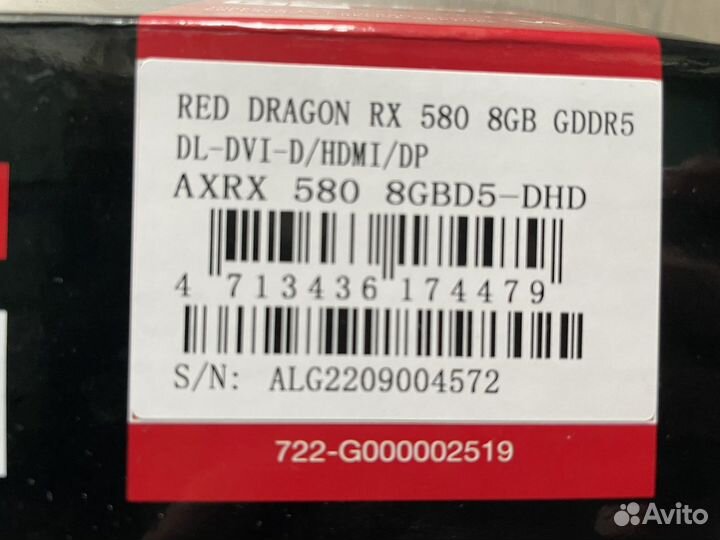 RED DRAGON RX 580 8GB GDDR5
DL-DVI-D/HDMI/DP
AXRX 580 8GBD5-DHD
4 713436 174479
S/N: ALG2209004572
722-G000002519
Avito